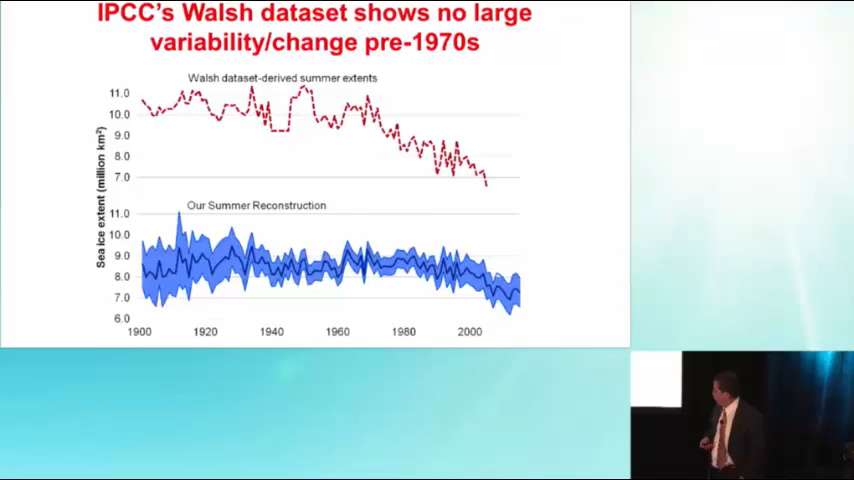 IPCC’s Walsh dataset shows no large
variability/change pre-1970s
Walsh dataset-derived summer extents
11.0
10.0
9.0
8.0
7.0
Sea ice extent (million km²)
Our Summer Reconstruction
11.0
10.0
9.0
8.0
7.0
6.0
1900 1920 1940 1960 1980 2000